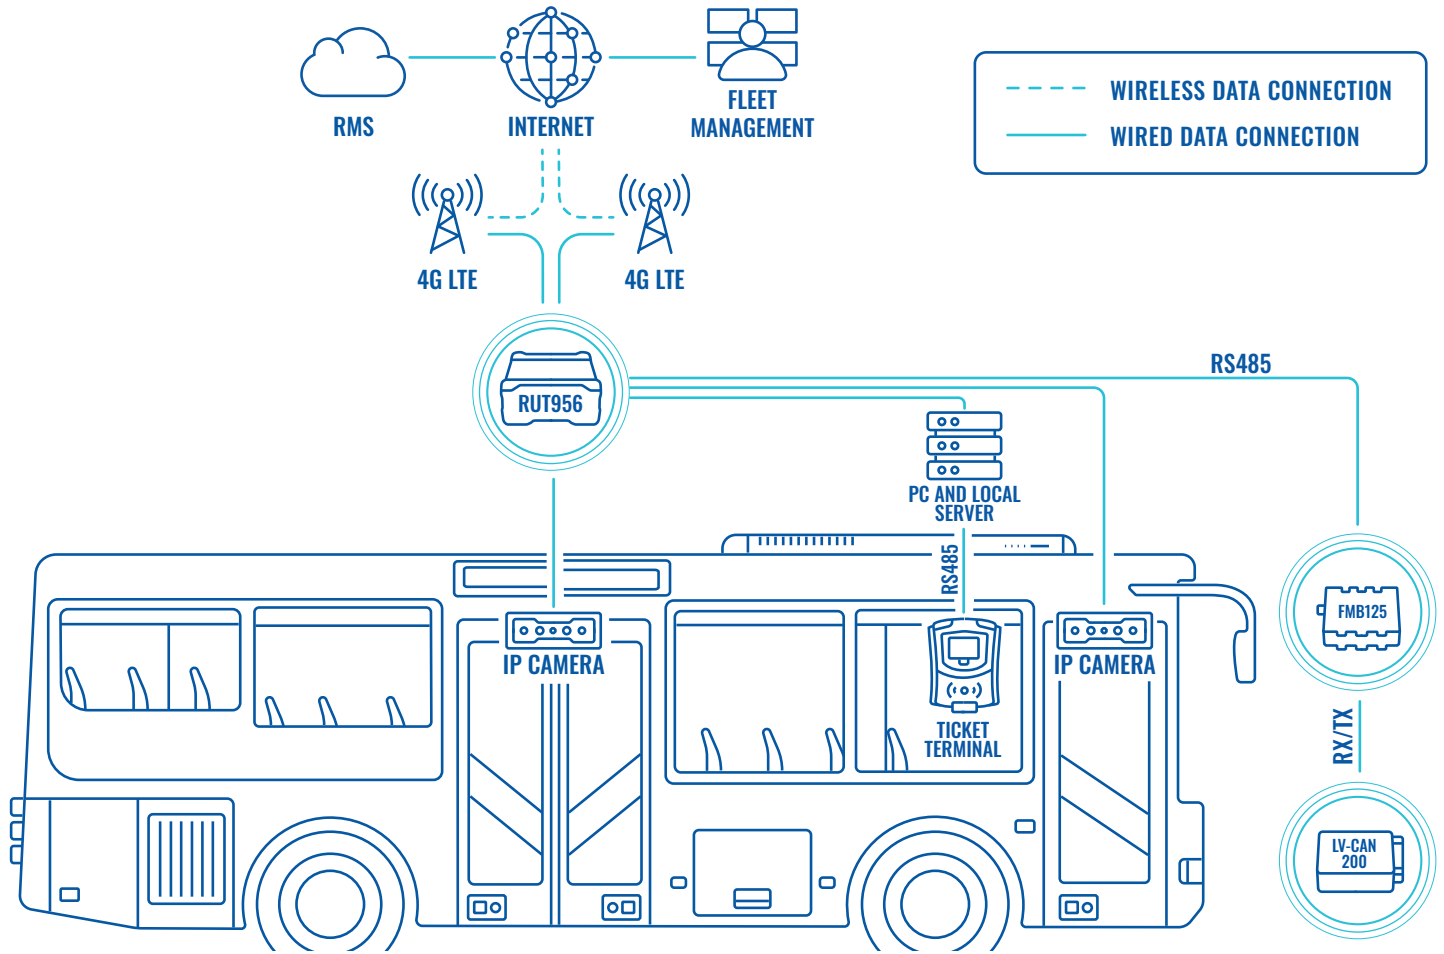 RMS
INTERNET
FLEET
MANAGEMENT
WIRELESS DATA CONNECTION
WIRED DATA CONNECTION
4G LTE
4G LTE
RUT956
RS485
PC AND LOCAL
SERVER
RS485
IP CAMERA
TICKET
TERMINAL
IP CAMERA
FMB125
RX/TX
LV-CAN
200